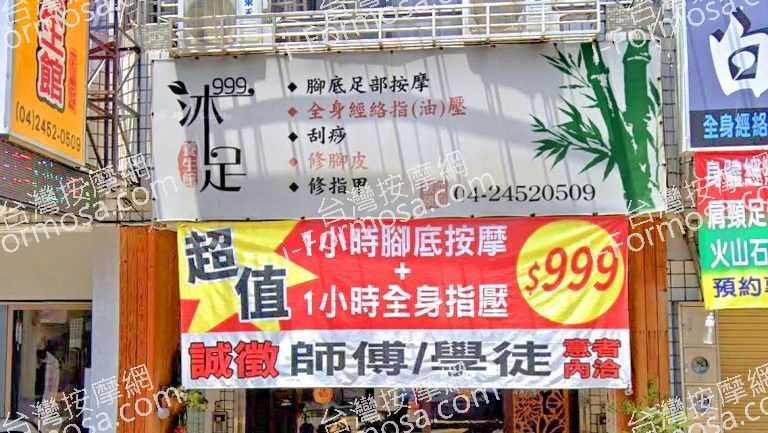 生館
(04)2452-0509
999
沐足
養生館
◆ 腳底足部按摩
◆ 全身經絡指(油)壓
◆ 刮痧
◆ 修腳皮
◆ 修指甲
04-24520509
超值
1小時腳底按摩
+
1小時全身指壓
$999
誠徵 師傅/學徒 意者內洽
全身經絡
身體經
肩頸足
火山石
預約
台灣按摩網
i-Formosa.com